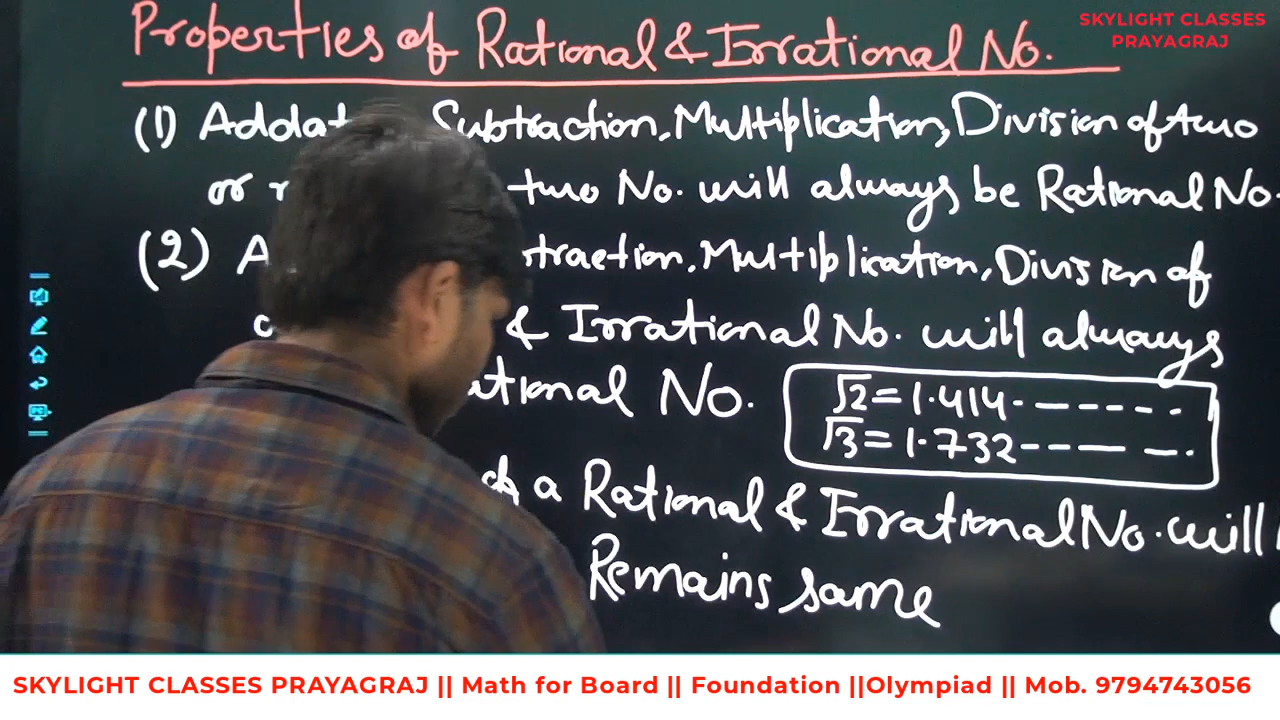 SKYLIGHT CLASSES
PRAYAGRAJ
Properties of Rational & Irrational No.
(1) Addat Subtraction, Multiplication, Division of two
or two No. will always be Rational No.
(2) A traction, Multiplication, Division of
& Irrational No. will always
ational No.
√2 = 1.414 - - - - - -
√3 = 1.732 - - - - - -
a Rational & Irrational No. will
Remains same
SKYLIGHT CLASSES PRAYAGRAJ || Math for Board || Foundation ||Olympiad || Mob. 9794743056